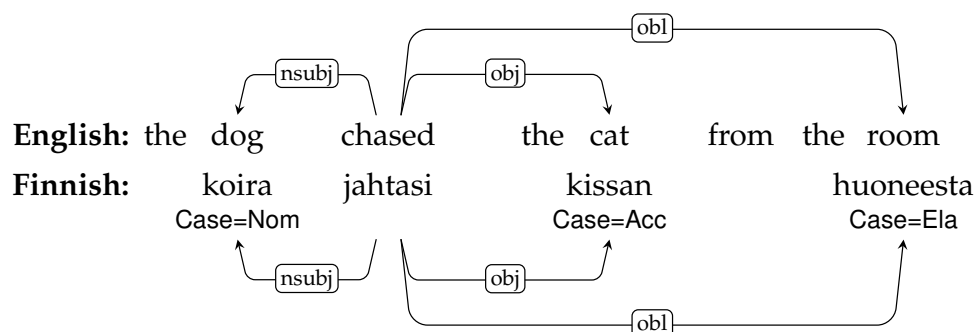 obl
nsubj obj
English: the dog chased the cat from the room
Finnish: koira jahtasi kissan huoneesta
Case=Nom Case=Acc Case=Ela
nsubj obj
obl